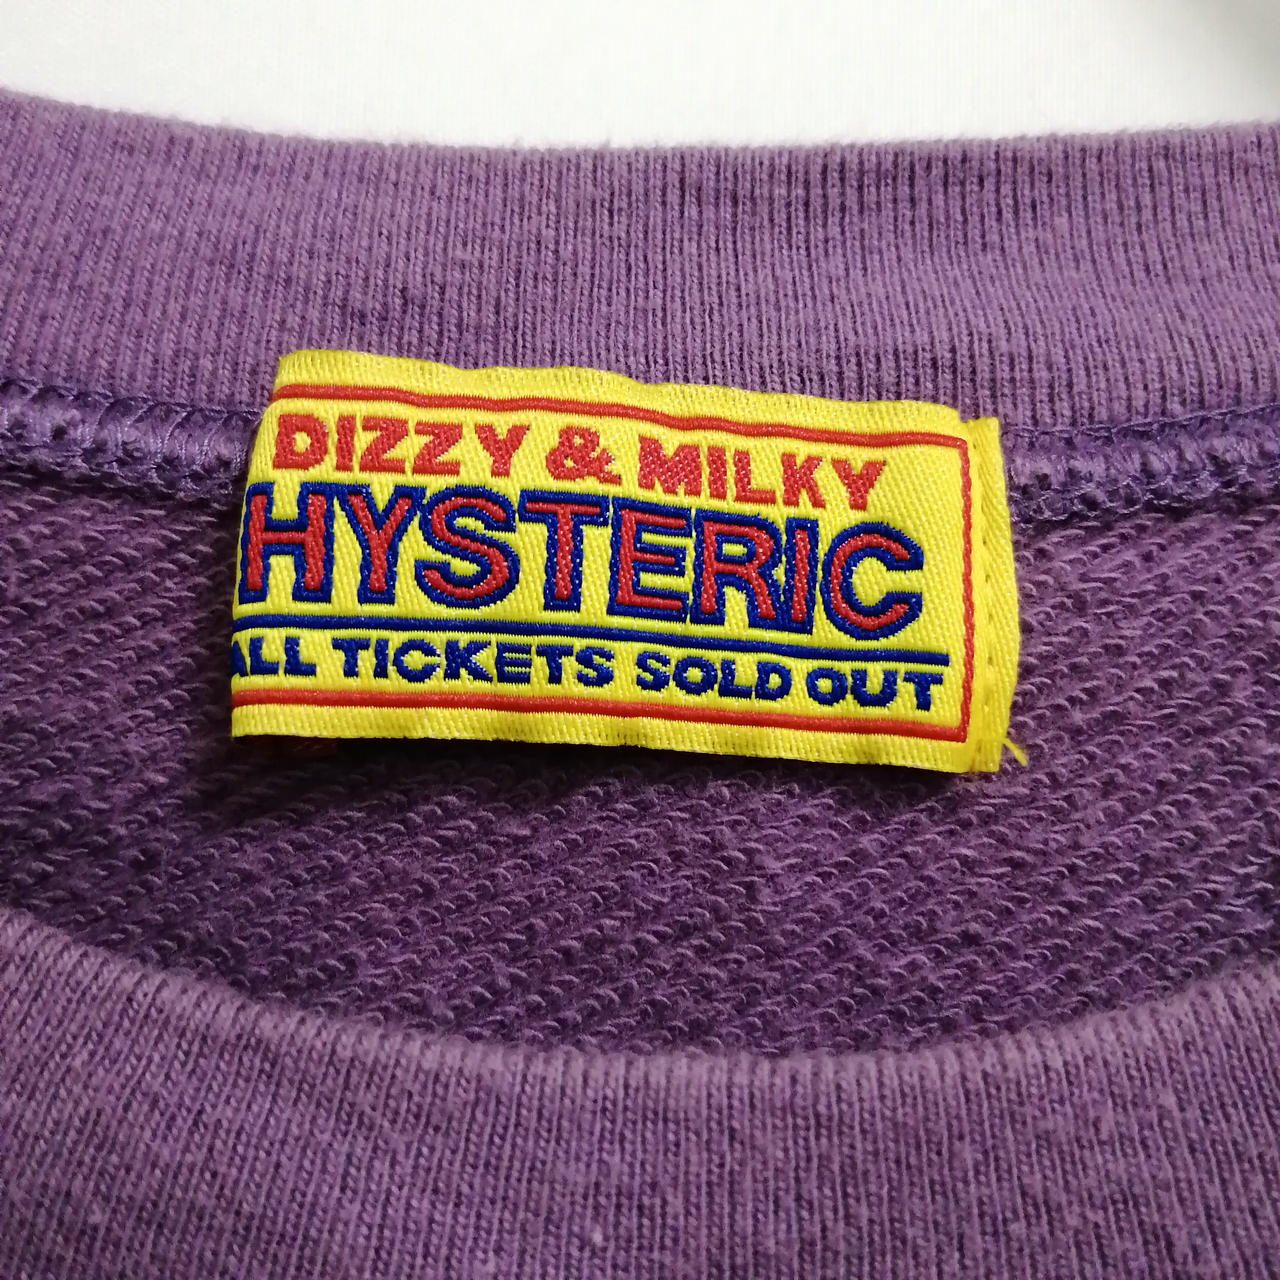 DIZZY & MILKY
HYSTERIC
ALL TICKETS SOLD OUT